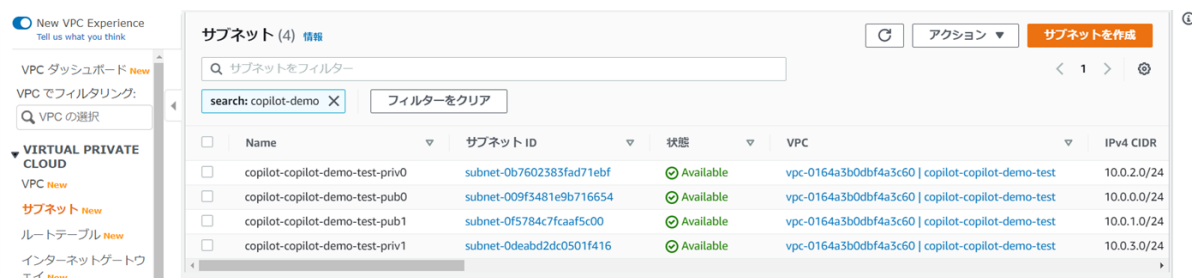 New VPC Experience
Tell us what you think
VPC ダッシュボード New
VPC でフィルタリング:
VPC の選択
VIRTUAL PRIVATE
CLOUD
VPC New
サブネット New
ルートテーブル New
インターネットゲートウ
ェイ New
サブネット (4) 情報
アクション
サブネットを作成
サブネットをフィルター
1
search: copilot-demo
フィルターをクリア
Name サブネット ID 状態 VPC IPv4 CIDR
copilot-copilot-demo-test-priv0 subnet-0b7602383fad71ebf Available vpc-0164a3b0dbf4a3c60 | copilot-copilot-demo-test 10.0.2.0/24
copilot-copilot-demo-test-pub0 subnet-009f3481e9b716654 Available vpc-0164a3b0dbf4a3c60 | copilot-copilot-demo-test 10.0.0.0/24
copilot-copilot-demo-test-pub1 subnet-0f5784c7fcaaf5c00 Available vpc-0164a3b0dbf4a3c60 | copilot-copilot-demo-test 10.0.1.0/24
copilot-copilot-demo-test-priv1 subnet-0deabd2dc0501f416 Available vpc-0164a3b0dbf4a3c60 | copilot-copilot-demo-test 10.0.3.0/24